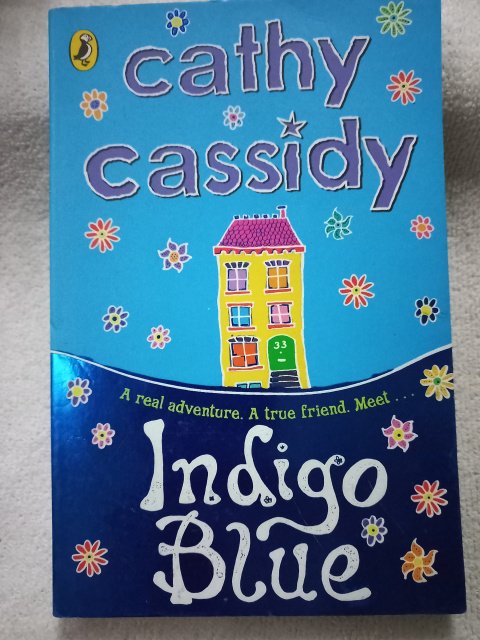 cathy
cassidy
33
A real adventure. A true friend. Meet ....
Indigo
Blue